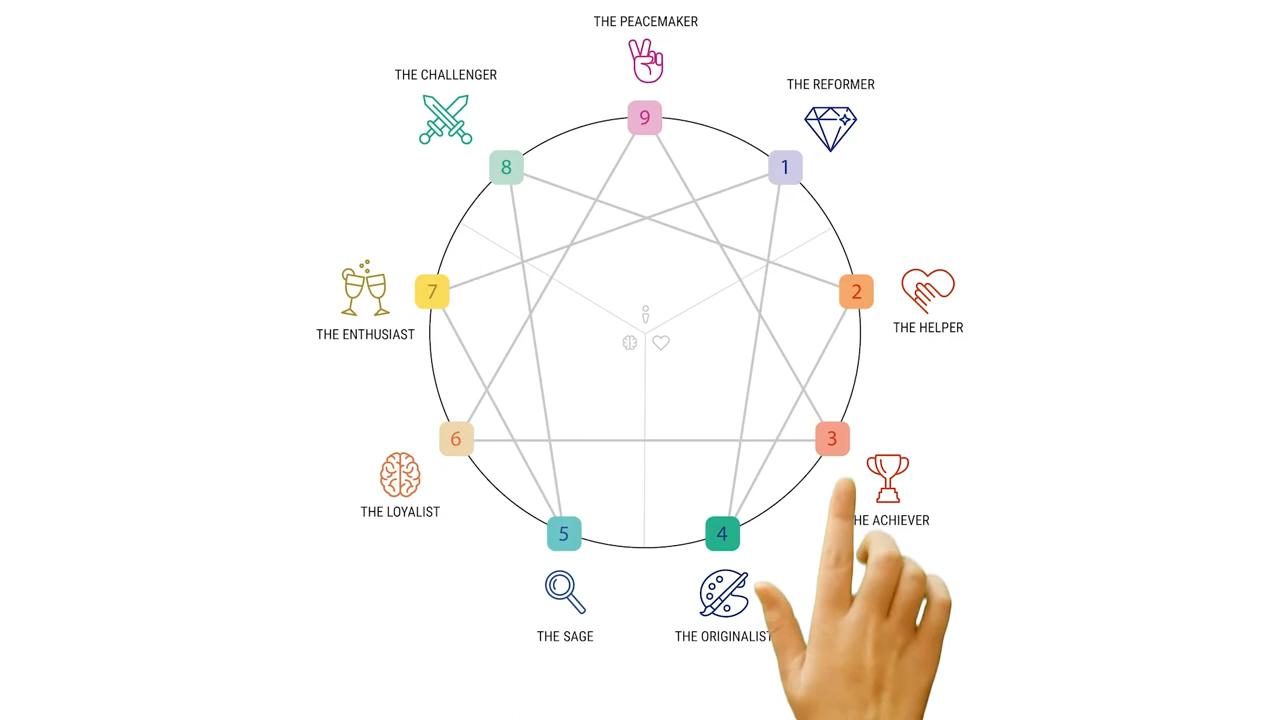 THE PEACEMAKER
THE CHALLENGER
THE REFORMER
9
8
1
7
2
THE ENTHUSIAST
THE HELPER
6
3
THE LOYALIST
HE ACHIEVER
5
4
THE SAGE
THE ORIGINALIST